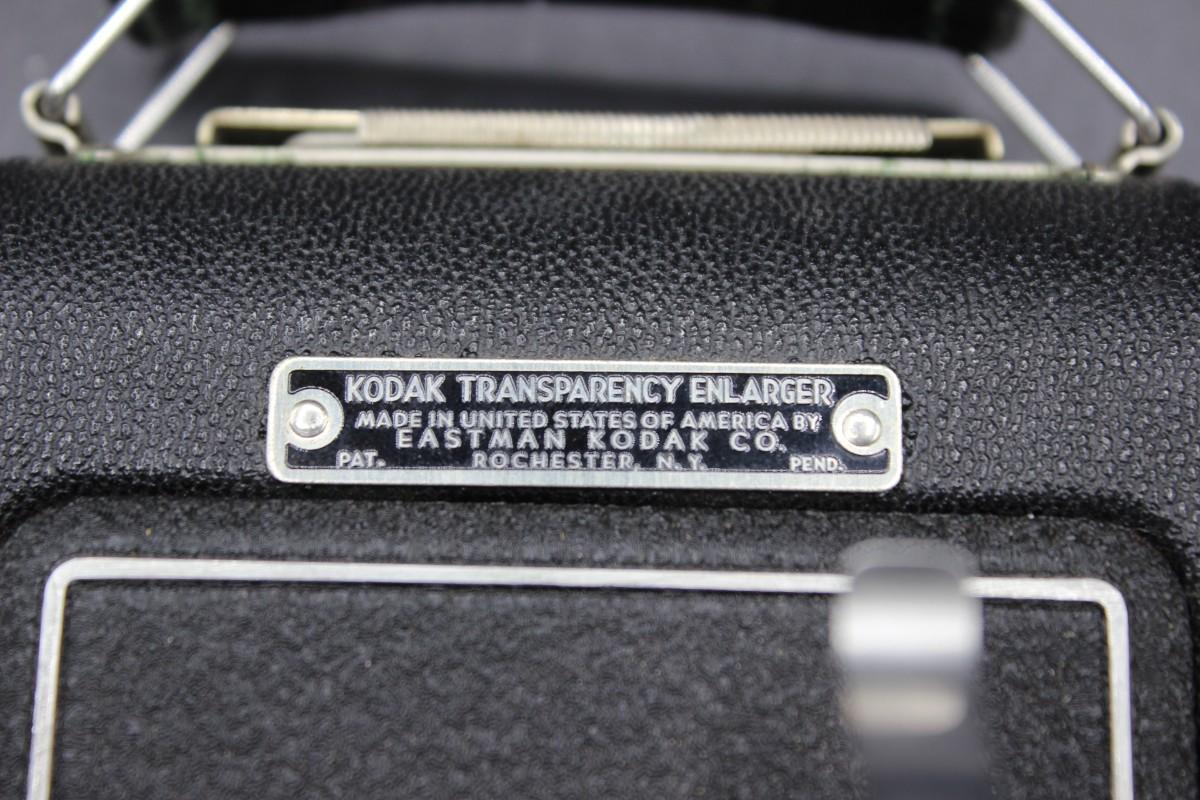 KODAK TRANSPARENCY ENLARGER
MADE IN UNITED STATES OF AMERICA BY
EASTMAN KODAK CO.
PAT. ROCHESTER, N.Y. PEND.